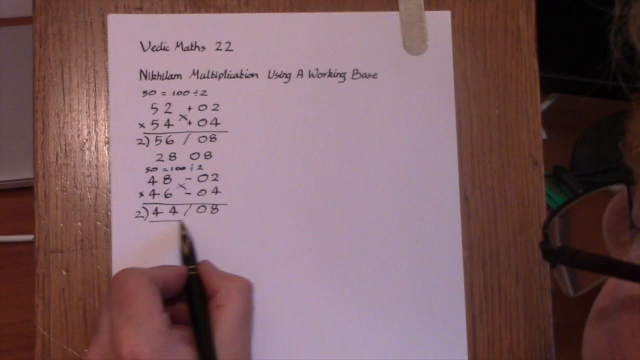 Vedic Maths 22
Nikhilam Multiplication Using A Working Base
50 = 100 ÷ 2
52 + 02
× 54 + 04
2) 56 / 08
28 08
50 = 100 ÷ 2
48 - 02
× 46 - 04
2) 44 / 08